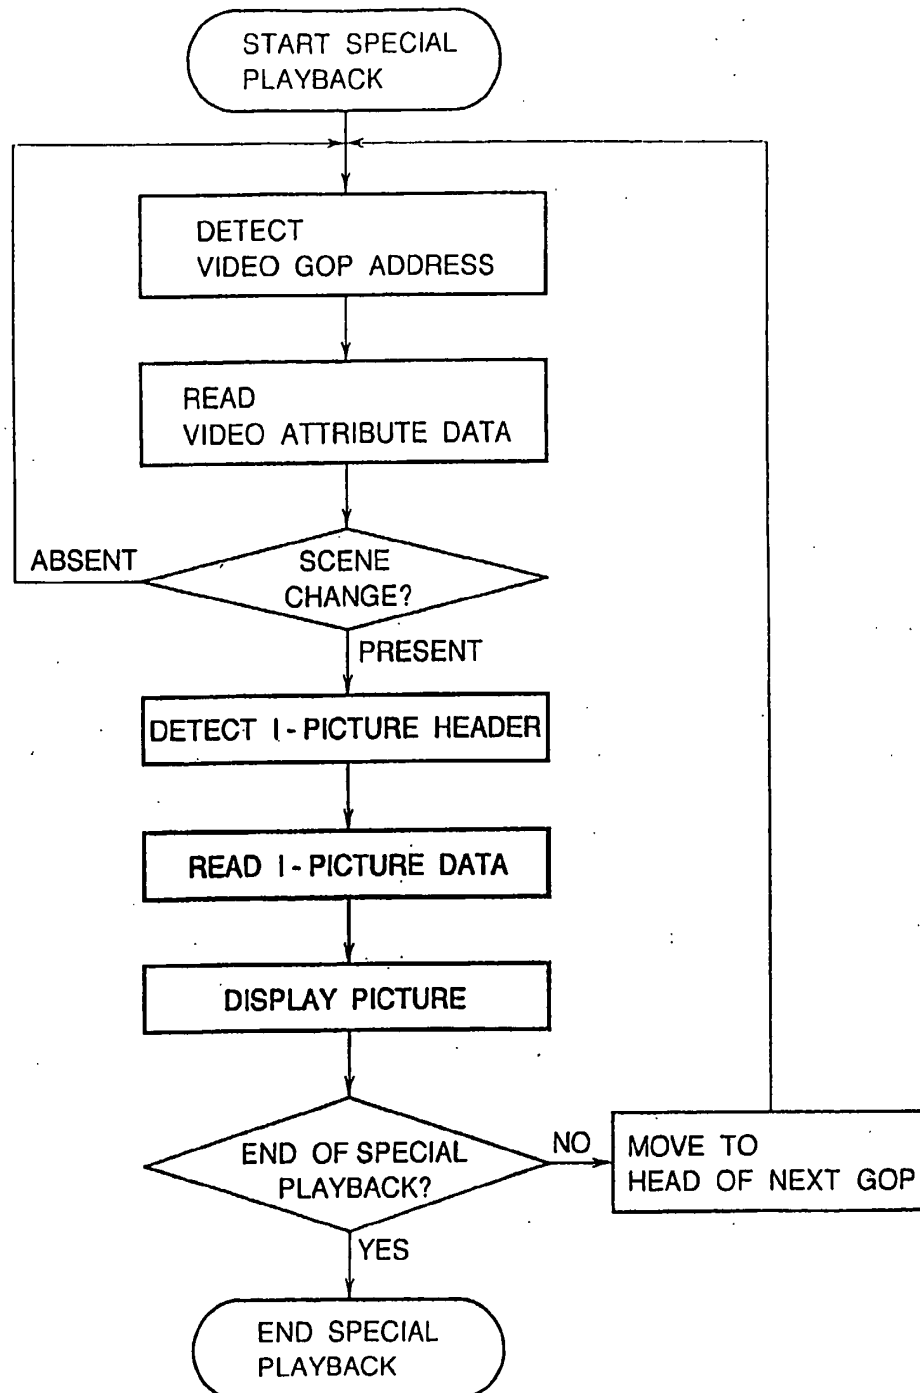 START SPECIAL
PLAYBACK
DETECT
VIDEO GOP ADDRESS
READ
VIDEO ATTRIBUTE DATA
ABSENT
SCENE
CHANGE?
PRESENT
DETECT I-PICTURE HEADER
READ I-PICTURE DATA
DISPLAY PICTURE
END OF SPECIAL
PLAYBACK?
NO
MOVE TO
HEAD OF NEXT GOP
YES
END SPECIAL
PLAYBACK